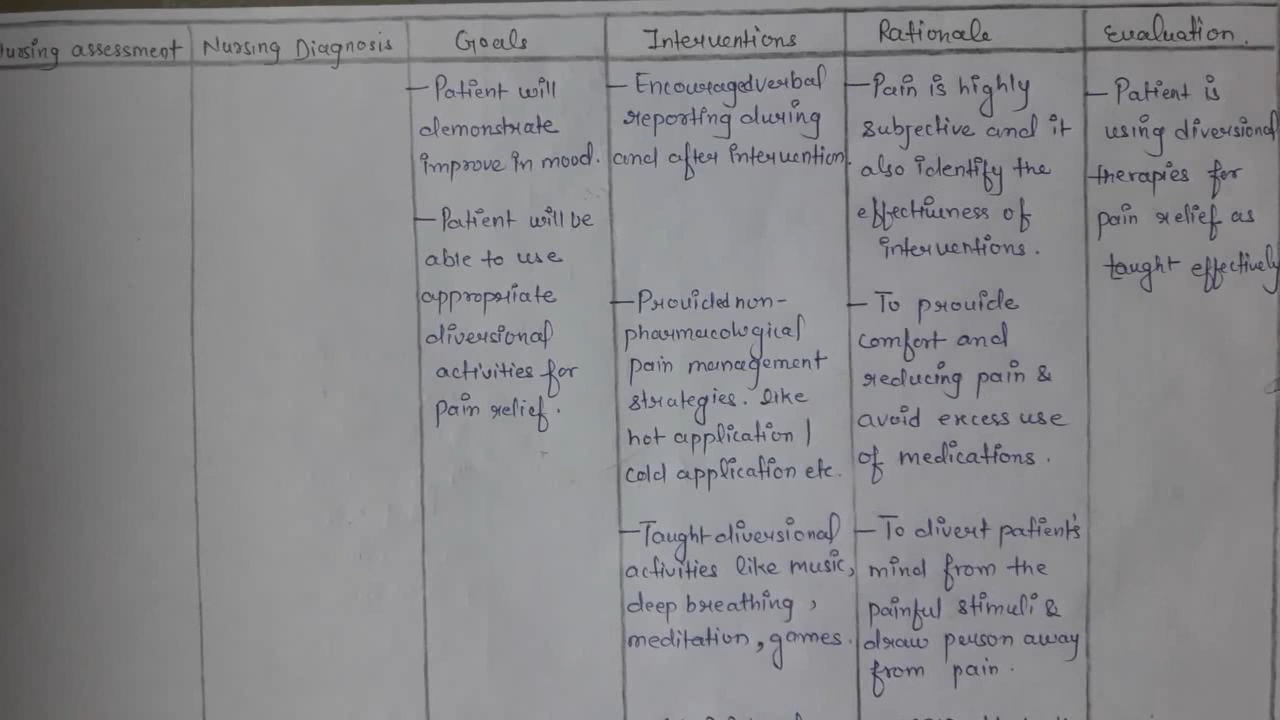 Nursing assessment
Nursing Diagnosis
Goals
Interventions
Rationale
Evaluation.
- Patient will
demonstrate
improve in mood.
- Patient will be
able to use
appropriate
diversional
activities for
pain relief.
- Encouraged verbal
reporting during
and after intervention.
- Provided non-
pharmacological
pain management
strategies. like
hot application |
cold application etc.
- Taught diversional
activities like music,
deep breathing,
meditation, games.
- Pain is highly
subjective and it
also identify the
effectiveness of
interventions.
- To provide
comfort and
reducing pain &
avoid excess use
of medications.
- To divert patient's
mind from the
painful stimuli &
draw person away
from pain.
- Patient is
using diversional
therapies for
pain relief as
taught effectively